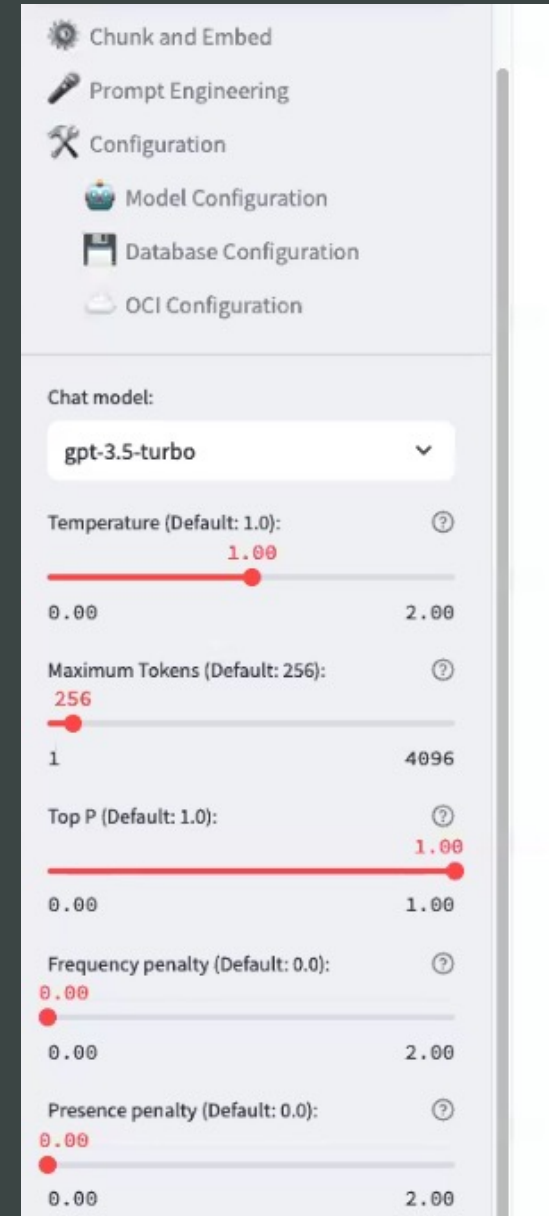 Chunk and Embed
Prompt Engineering
Configuration
Model Configuration
Database Configuration
OCI Configuration
Chat model:
gpt-3.5-turbo
Temperature (Default: 1.0):
1.00
0.00 2.00
Maximum Tokens (Default: 256):
256
1 4096
Top P (Default: 1.0):
1.00
0.00 1.00
Frequency penalty (Default: 0.0):
0.00
0.00 2.00
Presence penalty (Default: 0.0):
0.00
0.00 2.00